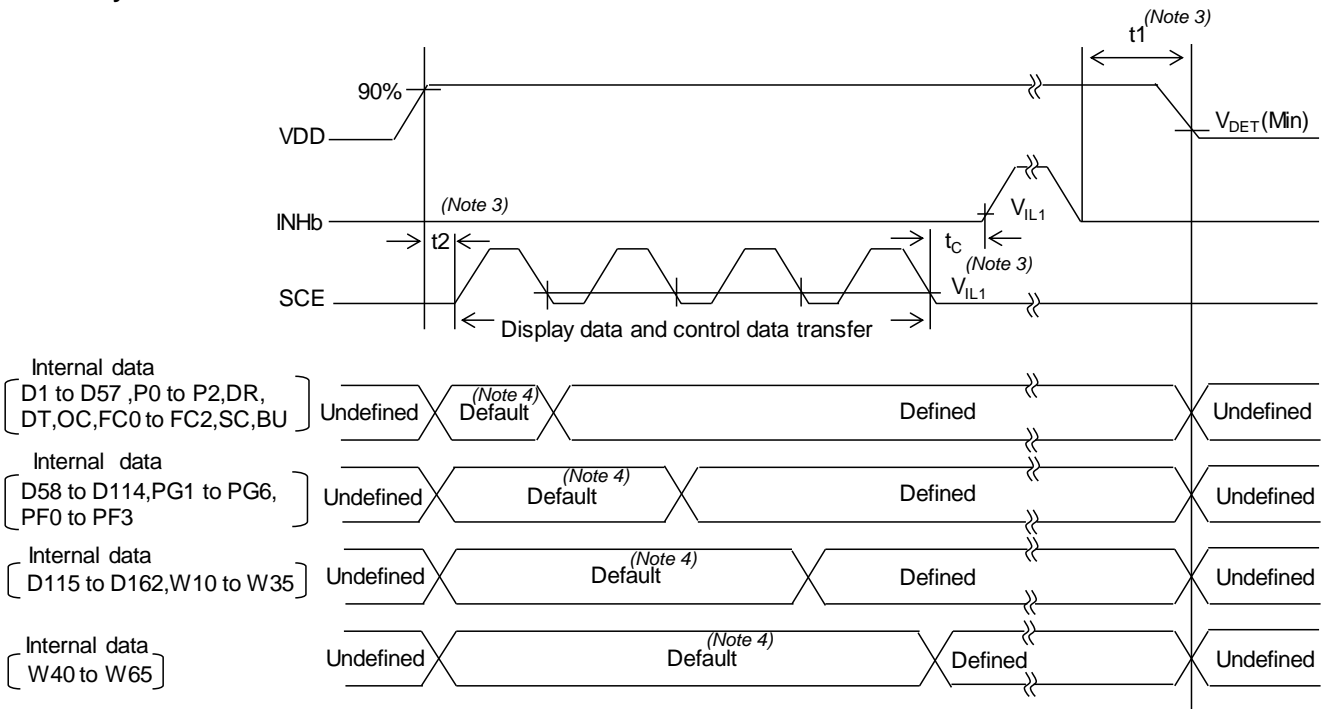 (Note 3)
t1
90%
VDD
VDET(Min)
INHb
(Note 3)
VIL1
t2
tC
(Note 3)
SCE
VIL1
Display data and control data transfer
Internal data
D1 to D57 ,P0 to P2,DR,
DT,OC,FC0 to FC2,SC,BU
Undefined
(Note 4)
Default
Defined
Undefined
Internal data
D58 to D114,PG1 to PG6,
PF0 to PF3
Undefined
(Note 4)
Default
Defined
Undefined
Internal data
D115 to D162,W10 to W35
Undefined
(Note 4)
Default
Defined
Undefined
Internal data
W40 to W65
Undefined
(Note 4)
Default
Defined
Undefined